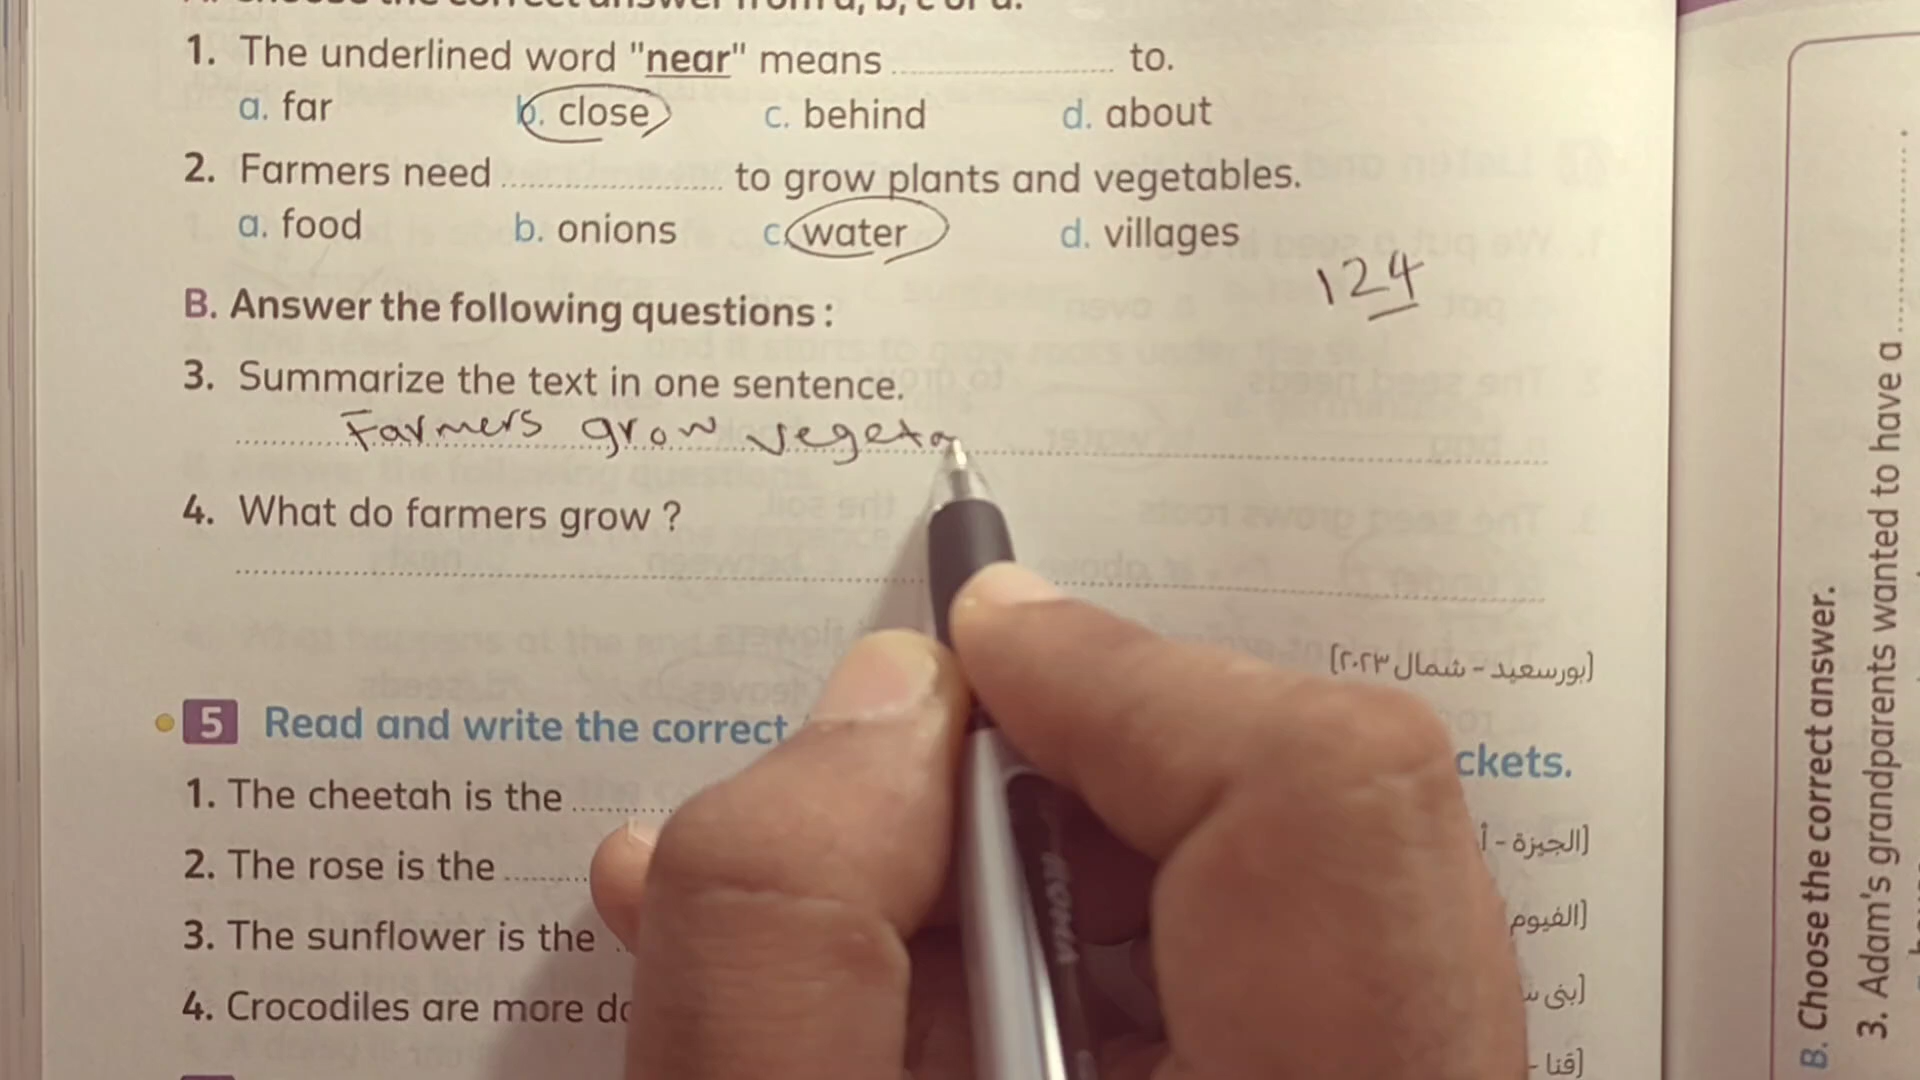 1. The underlined word "near" means .................... to.
a. far b. close c. behind d. about
2. Farmers need .................... to grow plants and vegetables.
a. food b. onions c. water d. villages
124
B. Answer the following questions :
3. Summarize the text in one sentence.
Farmers grow vegeta
4. What do farmers grow ?
[بورسعيد - شمال ٢٠٢٣]
5 Read and write the correct
ckets.
1. The cheetah is the
[الجيزة - أ
2. The rose is the
[الفيوم
3. The sunflower is the
[بنى
4. Crocodiles are more
[قنا -
B. Choose the correct answer.
3. Adam's grandparents wanted to have a